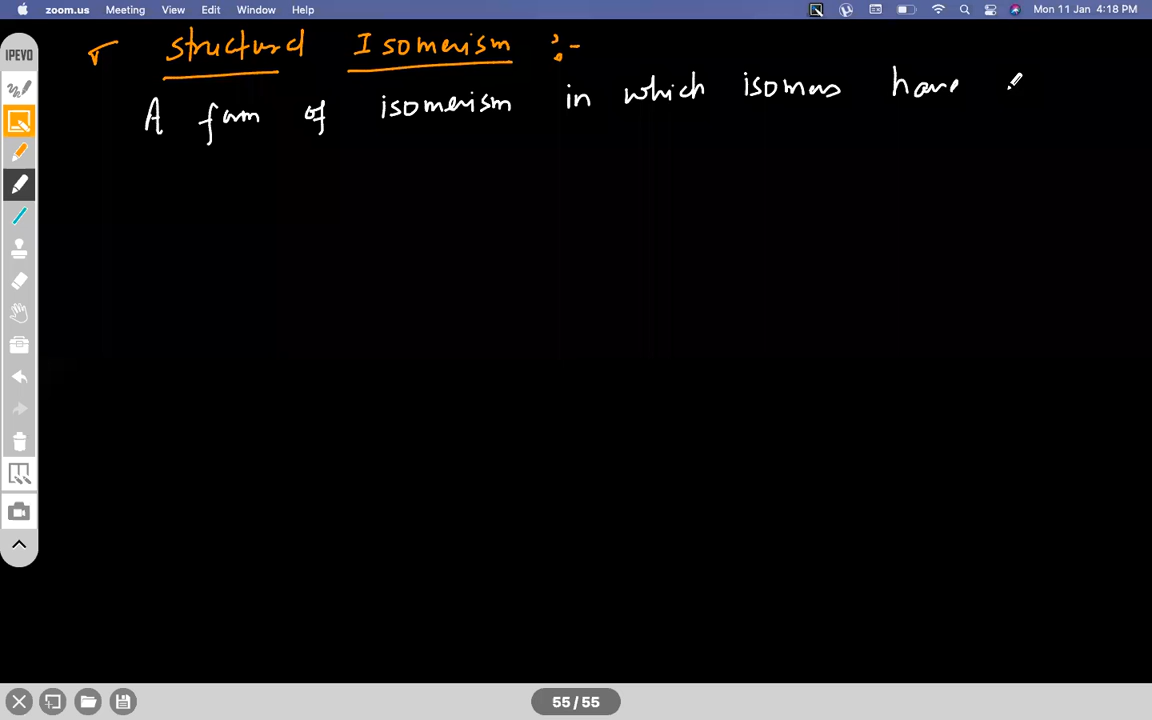 zoom.us Meeting View Edit Window Help Mon 11 Jan 4:18 PM
IPEVO
structural Isomerism :-
A form of isomerism in which isomers have
55/55